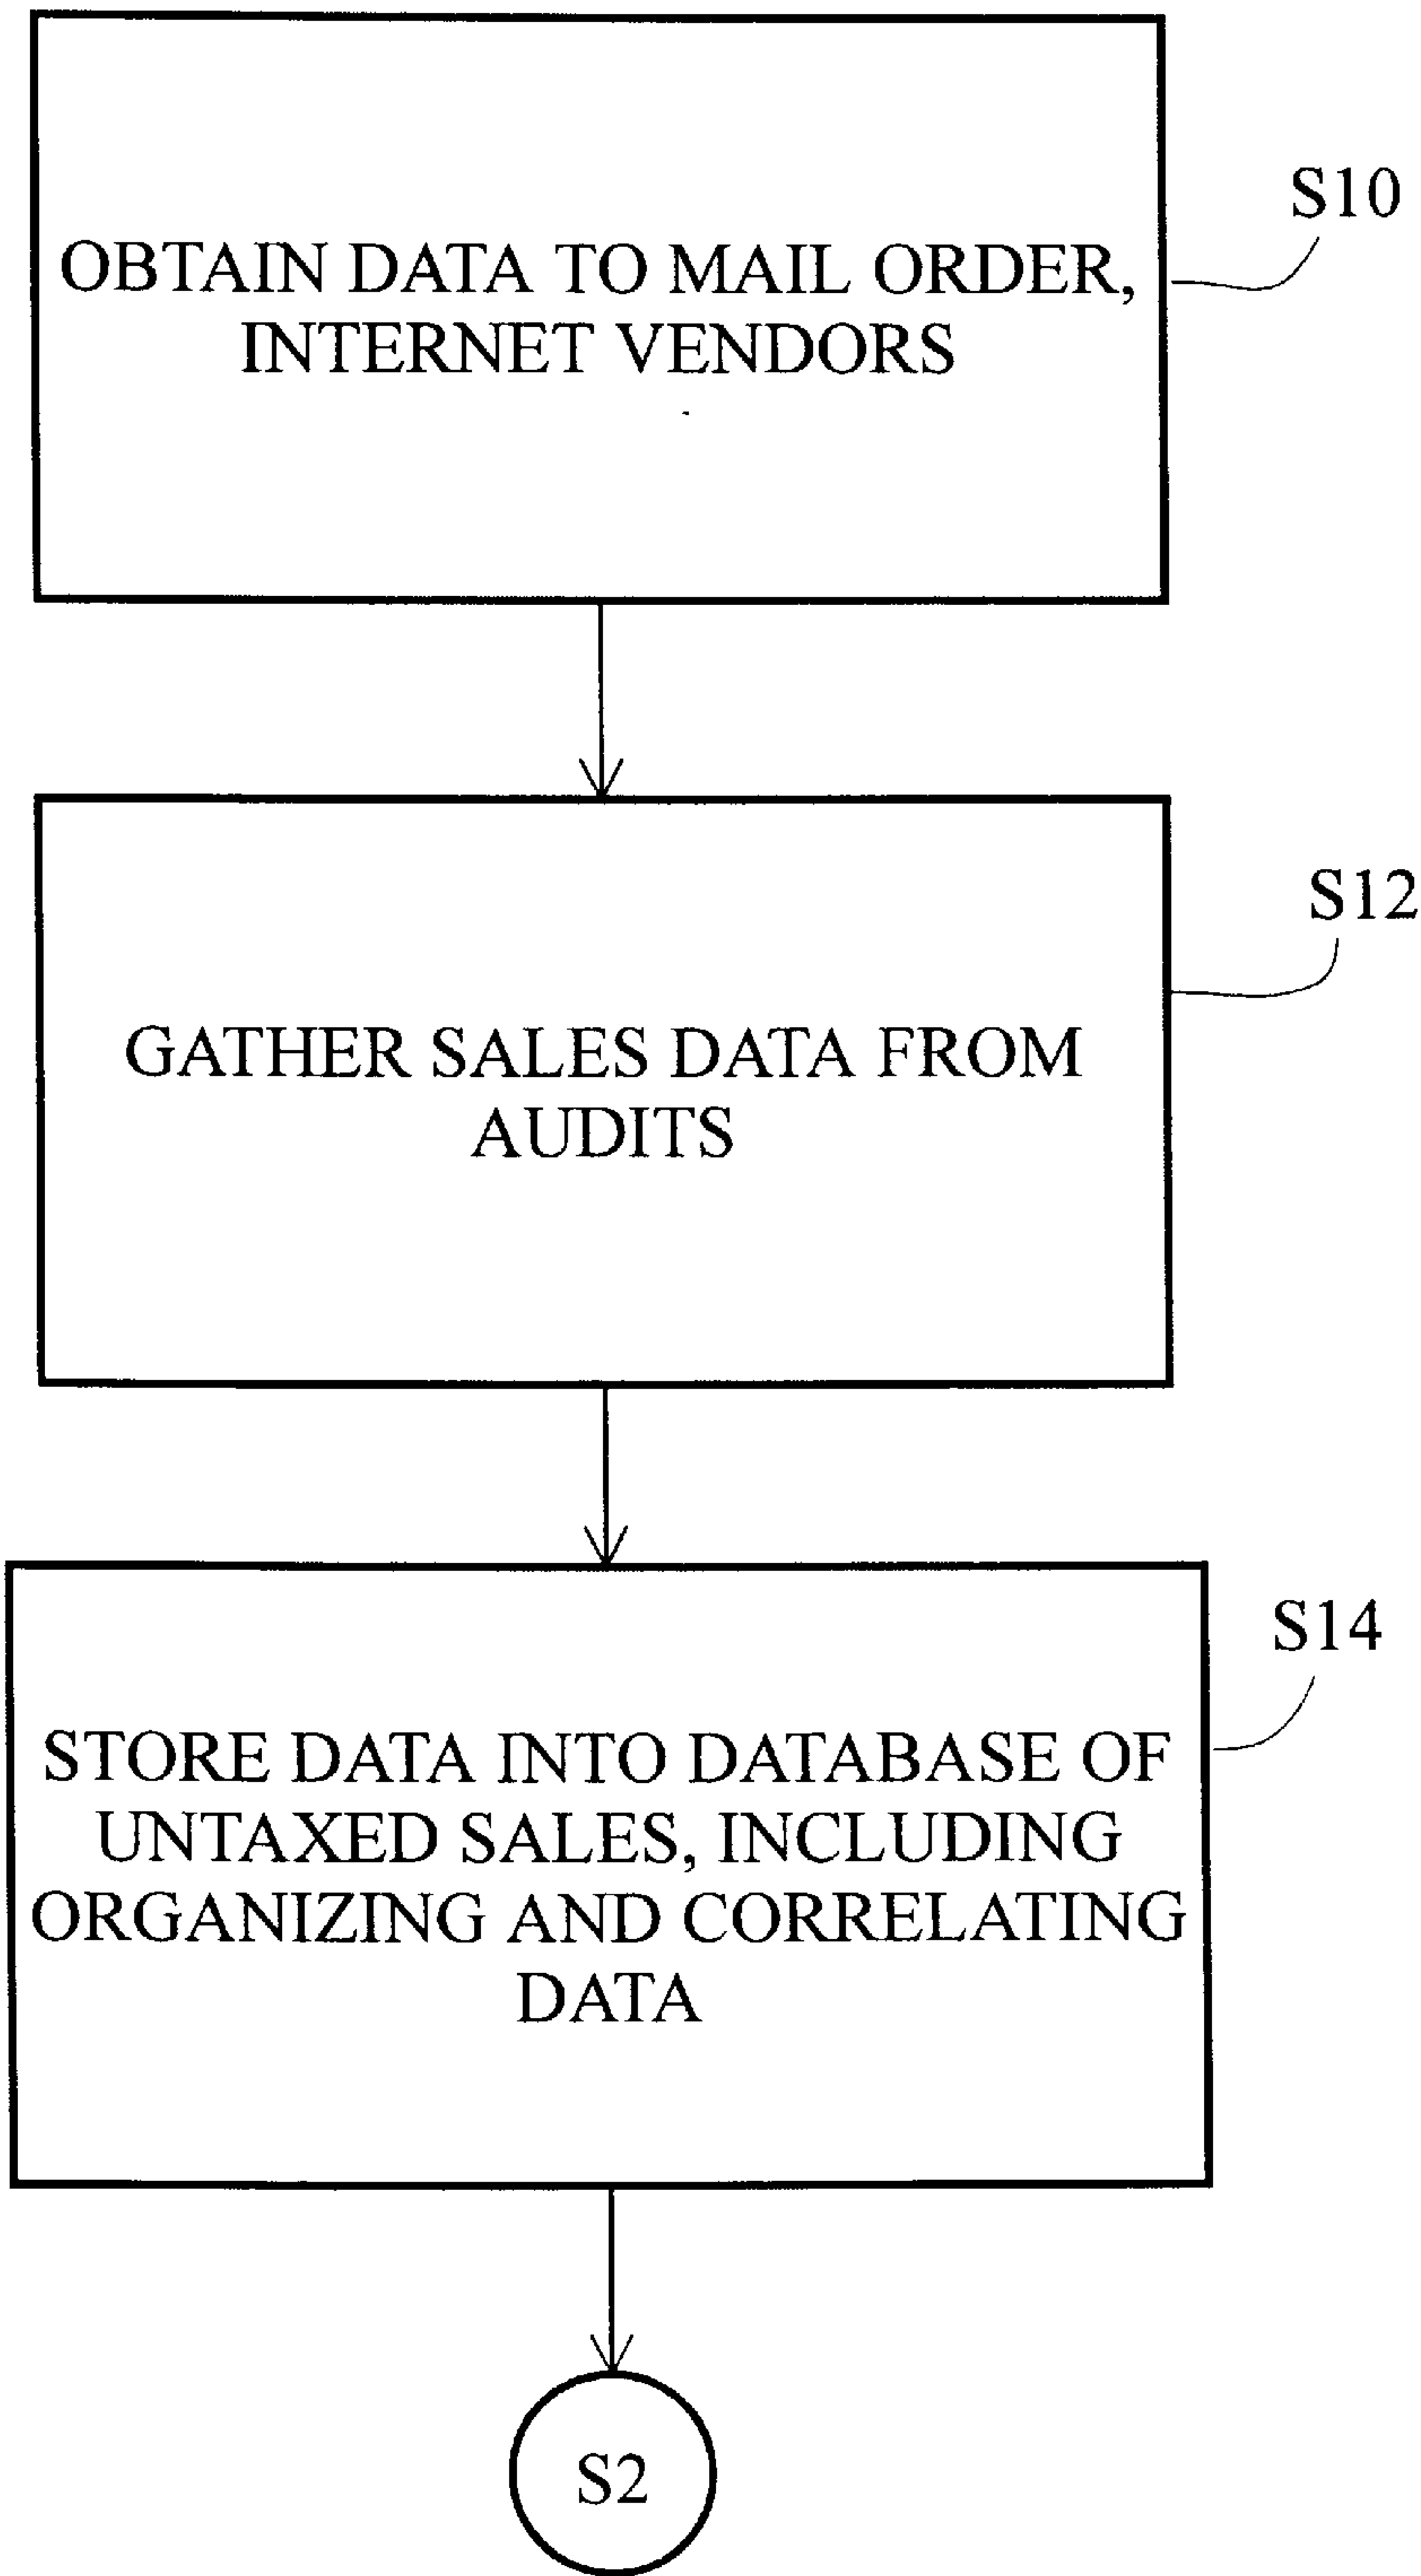 OBTAIN DATA TO MAIL ORDER,
INTERNET VENDORS
S10
GATHER SALES DATA FROM
AUDITS
S12
STORE DATA INTO DATABASE OF
UNTAXED SALES, INCLUDING
ORGANIZING AND CORRELATING
DATA
S14
S2